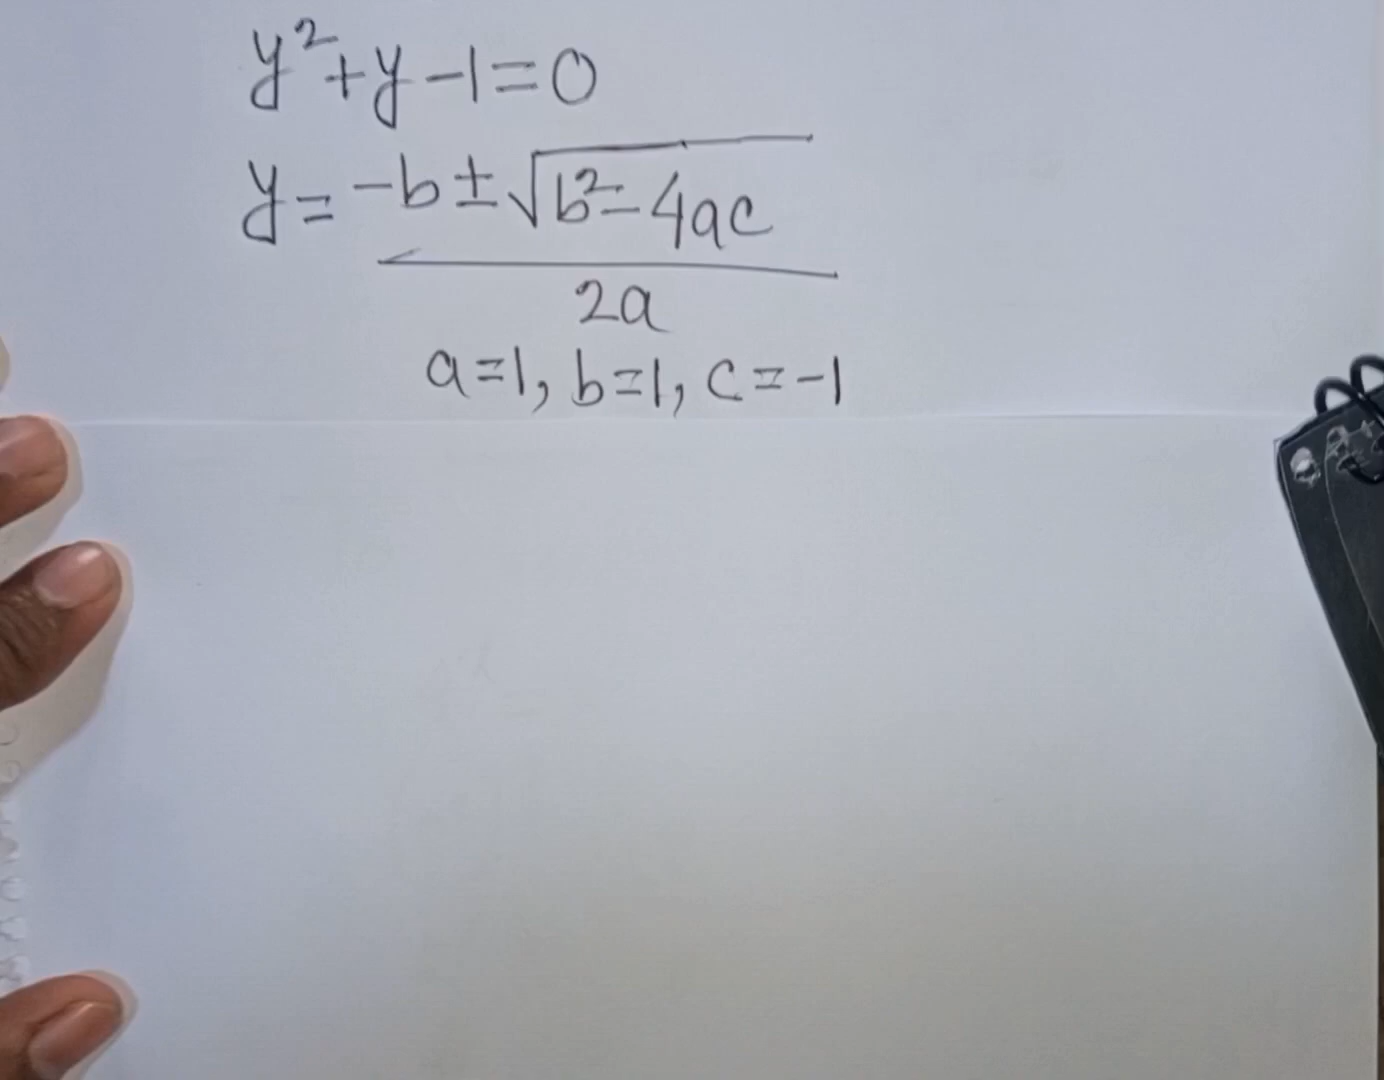 y²+y-1=0
y = -b±√b²-4ac
2a
a=1, b=1, c=-1